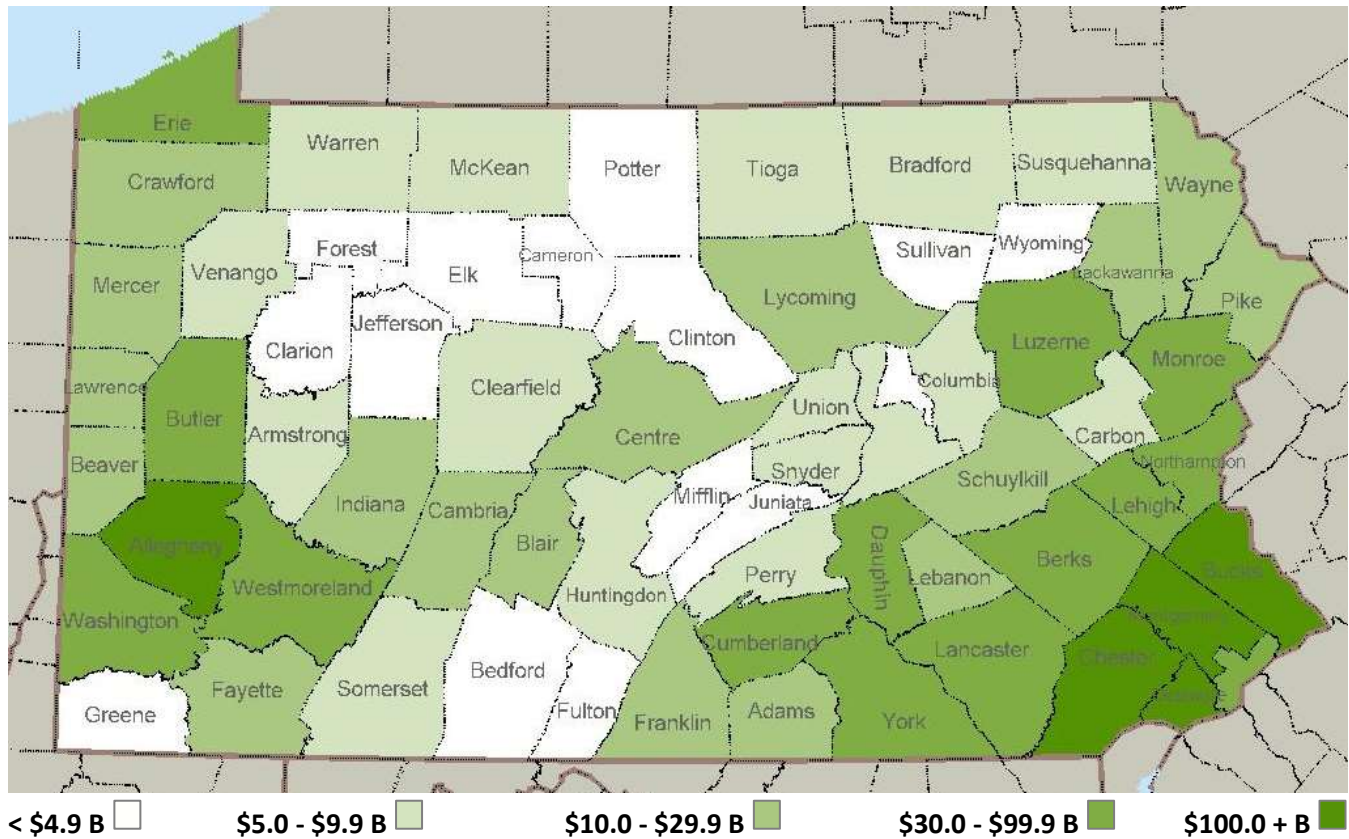 Erie
Warren
McKean
Potter
Tioga
Bradford
Susquehanna
Wayne
Crawford
Forest
Elk
Cameron
Sullivan
Wyoming
Lackawanna
Venango
Mercer
Lycoming
Pike
Jefferson
Clarion
Clinton
Luzerne
Monroe
Lawrence
Clearfield
Columbia
Butler
Armstrong
Union
Centre
Carbon
Beaver
Snyder
Northampton
Mifflin
Juniata
Schuylkill
Lehigh
Indiana
Cambria
Blair
Dauphin
Allegheny
Perry
Lebanon
Berks
Bucks
Westmoreland
Huntingdon
Washington
Cumberland
Montgomery
Lancaster
Chester
Bedford
Fayette
Somerset
Delaware
Greene
Fulton
Franklin
Adams
York
< $4.9 B
$5.0 - $9.9 B
$10.0 - $29.9 B
$30.0 - $99.9 B
$100.0 + B